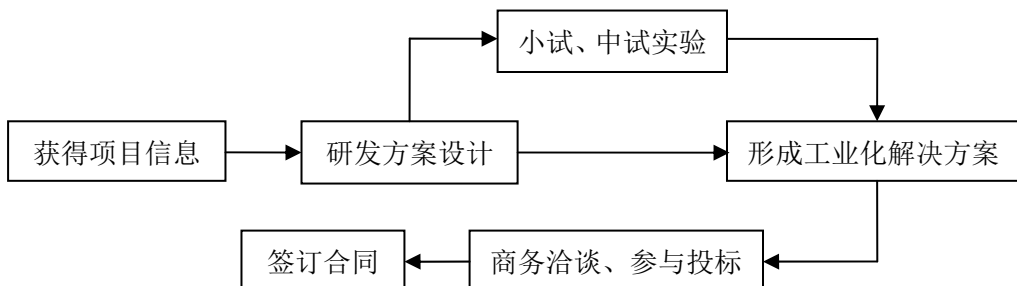 小试、中试实验
获得项目信息
研发方案设计
形成工业化解决方案
签订合同
商务洽谈、参与投标